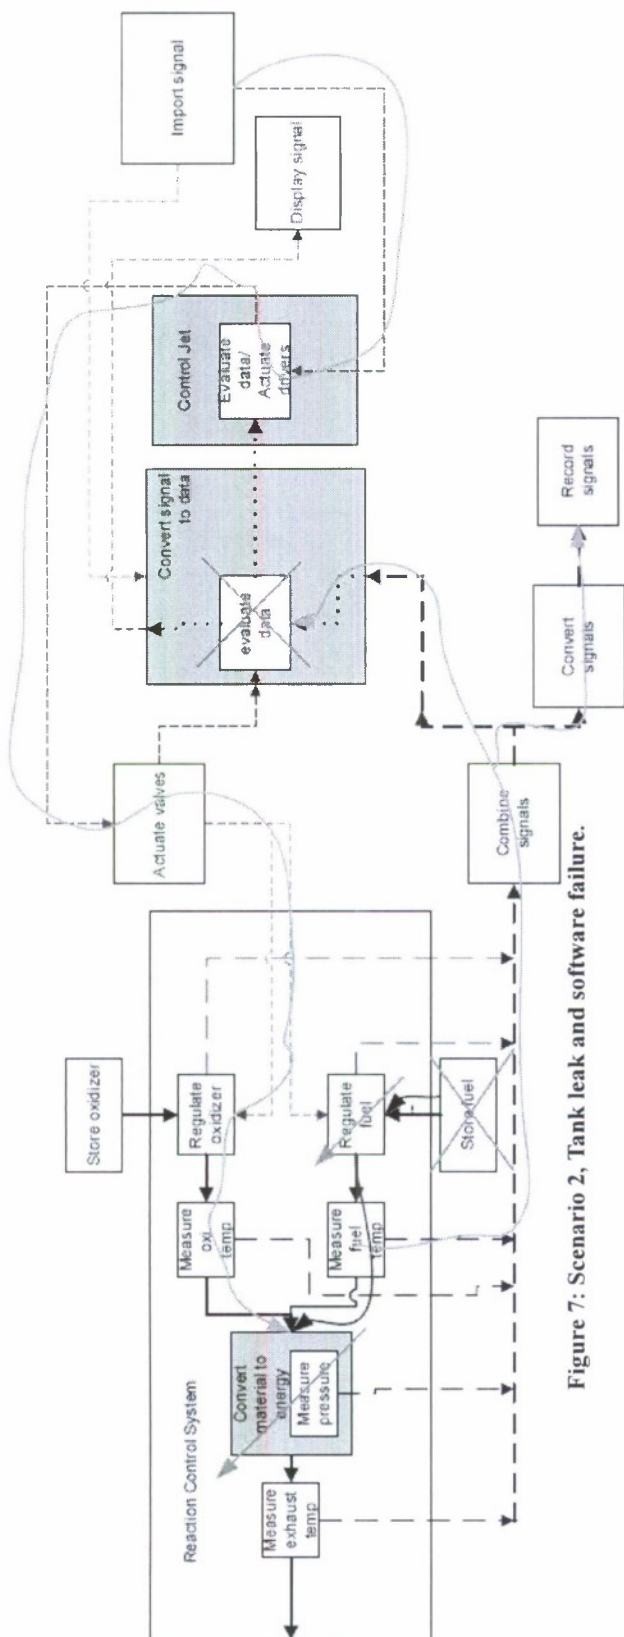 Import signal
Display signal
Control Jet
Evaluate
data/
Actuate
drivers
Convert signal
to data
evaluate
data
Record
signals
Convert
signals
Actuate valves
Combine
signals
Store oxidizer
Regulate
oxidizer
Regulate
fuel
Store fuel
Measure
oxi
temp
Measure
fuel
temp
Reaction Control System
Convert
material to
energy
Measure
pressure
Measure
exhaust
temp
Figure 7: Scenario 2, Tank leak and software failure.